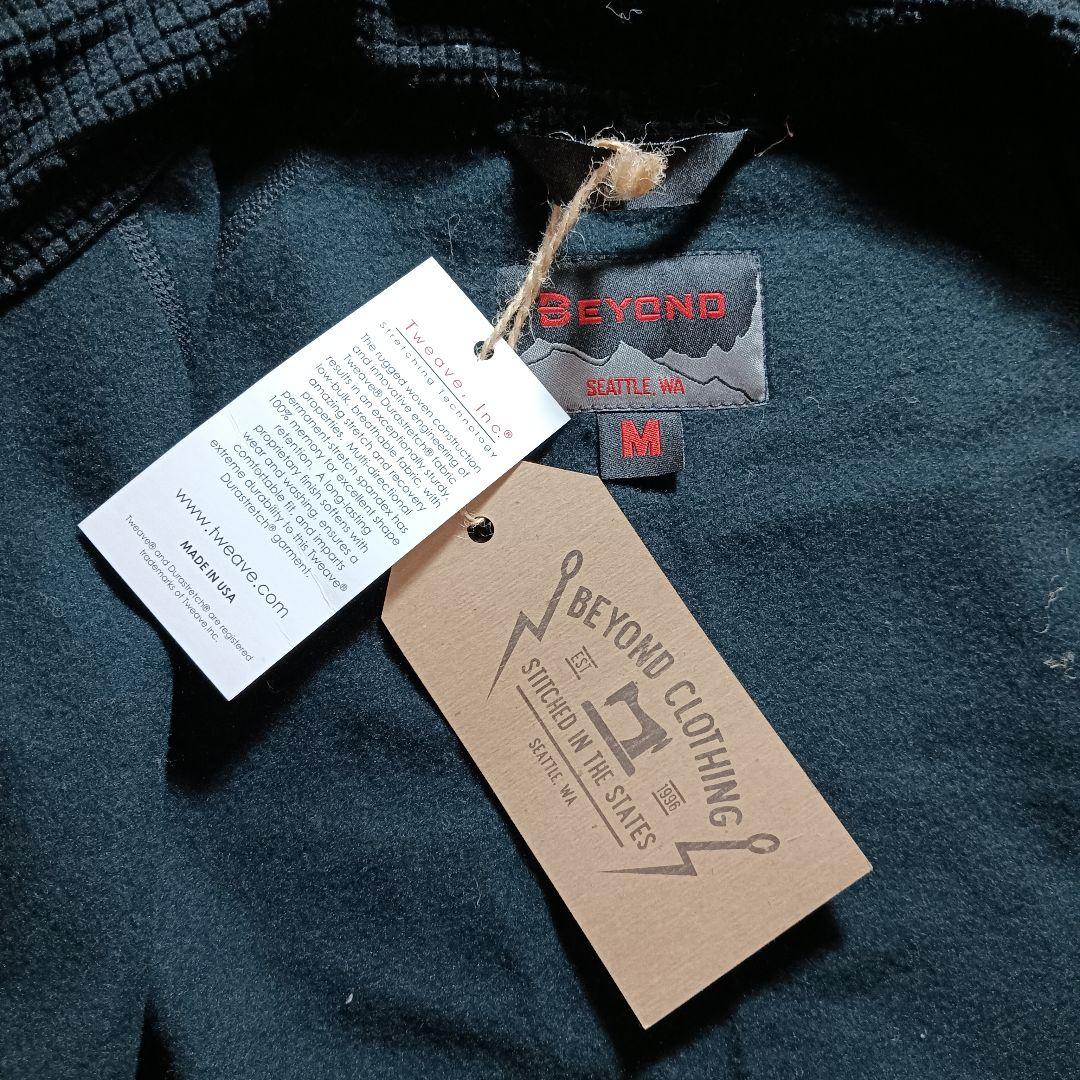 BEYOND
SEATTLE, WA
M
Tweave, Inc.®
Stretching Technology
The rugged woven construction
and innovative engineering of
Tweave® Durastretch® fabric
results in an exceptionally sturdy,
low-bulk, breathable fabric, with
amazing stretch and recovery
properties. Multi-directional
permanent-stretch spandex has
100% memory for excellent shape
retention. A long-lasting
proprietary finish softens with
wear and washing, ensures a
comfortable fit, and imparts
extreme durability to this Tweave®
Durastretch® garment.
www.tweave.com
MADE IN USA
Tweave® and Durastretch® are registered
trademarks of Tweave,Inc.
BEYOND CLOTHING
EST 1996
STITCHED IN THE STATES
SEATTLE, WA